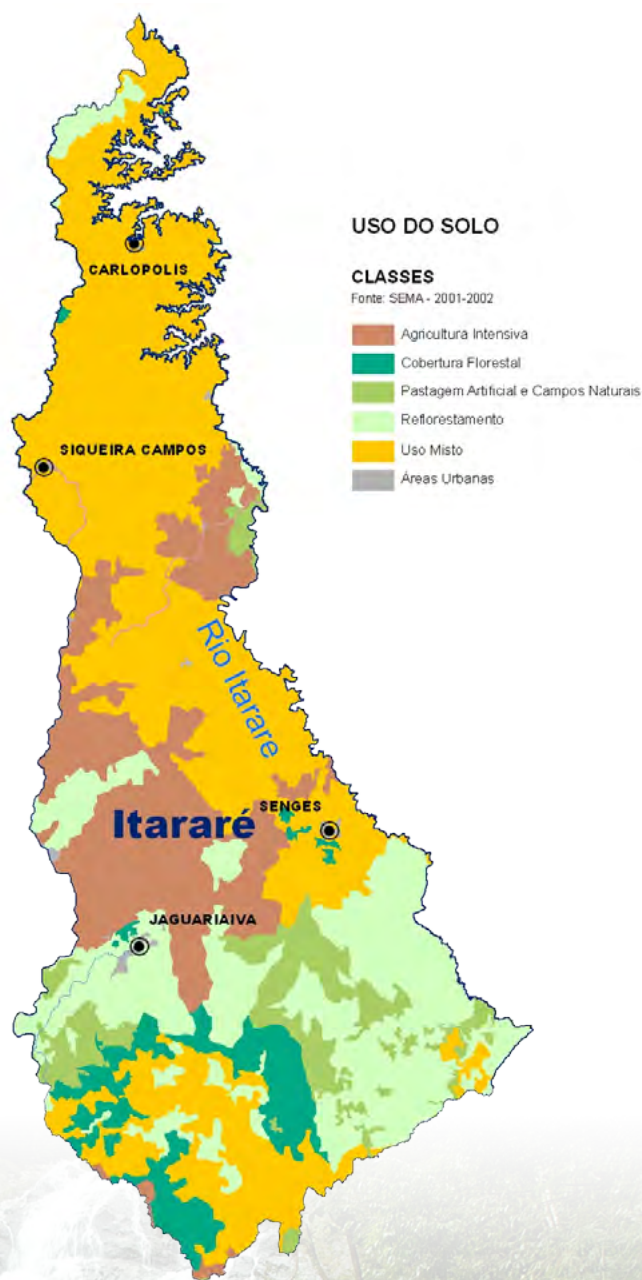 USO DO SOLO
CLASSES
Fonte: SEMA - 2001-2002
Agricultura Intensiva
Cobertura Florestal
Pastagem Artificial e Campos Naturais
Reflorestamento
Uso Misto
Áreas Urbanas
CARLOPOLIS
SIQUEIRA CAMPOS
Rio Itarare
SENGES
Itararé
JAGUARIAIVA